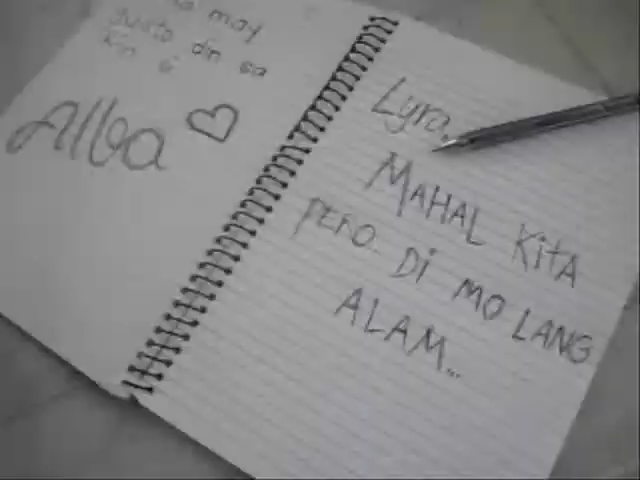 may
gusto din sa
kin si
Alba
Lyra..
MAHAL KITA
PERO DI MO LANG
ALAM...